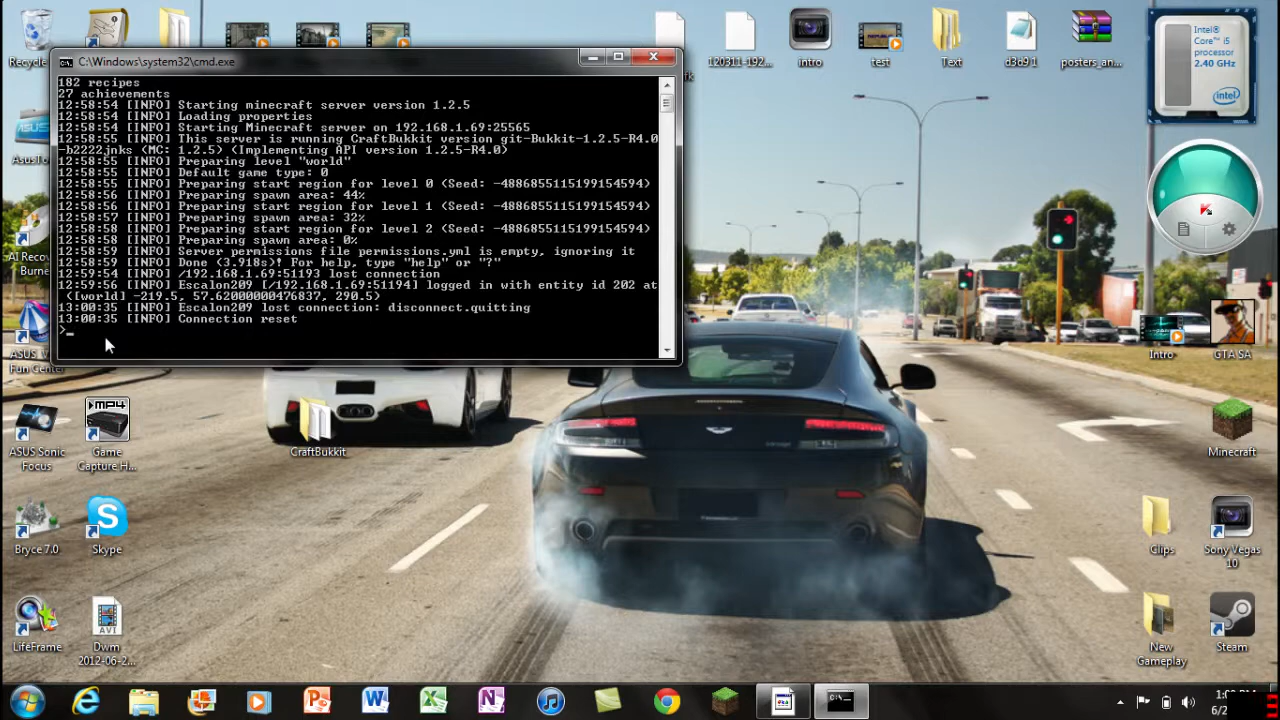 Recycle
120311-192...
intro
test
Text
d3d9.1
posters_an...
Intel®
Core™ i5
processor
2.40 GHz
intel
C:\Windows\system32\cmd.exe
182 recipes
27 achievements
12:58:54 [INFO] Starting minecraft server version 1.2.5
12:58:54 [INFO] Loading properties
12:58:54 [INFO] Starting Minecraft server on 192.168.1.69:25565
12:58:55 [INFO] This server is running CraftBukkit version git-Bukkit-1.2.5-R4.0
-b2222jnks (MC: 1.2.5) (Implementing API version 1.2.5-R4.0)
12:58:55 [INFO] Preparing level "world"
12:58:55 [INFO] Default game type: 0
12:58:55 [INFO] Preparing start region for level 0 (Seed: -4886855115199154594)
12:58:56 [INFO] Preparing spawn area: 44%
12:58:56 [INFO] Preparing start region for level 1 (Seed: -4886855115199154594)
12:58:57 [INFO] Preparing spawn area: 32%
12:58:58 [INFO] Preparing start region for level 2 (Seed: -4886855115199154594)
12:58:58 [INFO] Preparing spawn area: 0%
12:58:59 [INFO] Server permissions file permissions.yml is empty, ignoring it
12:58:59 [INFO] Done (3.918s)! For help, type "help" or "?"
12:59:54 [INFO] /192.168.1.69:51193 lost connection
12:59:56 [INFO] Escalon209 [/192.168.1.69:51194] logged in with entity id 202 at
([world] -219.5, 57.62000000476837, 290.5)
13:00:35 [INFO] Escalon209 lost connection: disconnect.quitting
13:00:35 [INFO] Connection reset
>_
AsusTo
AI Reco
Burne
ASUS
Fun Center
Intro
GTA SA
ASUS Sonic
Focus
MP4
Game
Capture H...
CraftBukkit
Minecraft
Bryce 7.0
Skype
Clips
Sony Vegas
10
LifeFrame
AVI
Dwm
2012-06-2...
New
Gameplay
Steam